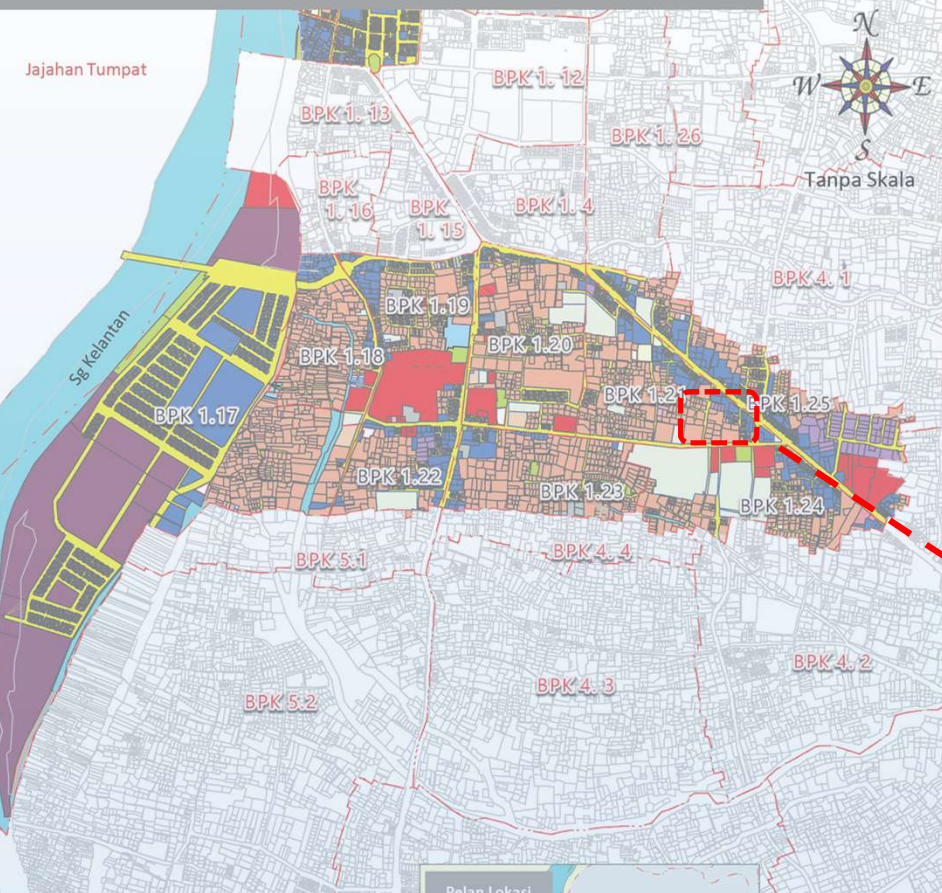 N
Jajahan Tumpat
BPK 1. 12
W
E
BPK 1. 13
BPK 1. 26
S
Tanpa Skala
BPK
1. 16
BPK
1. 15
BPK 1. 4
BPK 4. 1
BPK 1.19
Sg Kelantan
BPK 1.18
BPK 1.20
BPK 1.21
BPK 1.25
BPK 1.17
BPK 1.22
BPK 1.23
BPK 1.24
BPK 5.1
BPK 4. 4
BPK 4. 2
BPK 4. 3
BPK 5.2
Pelan Lokasi